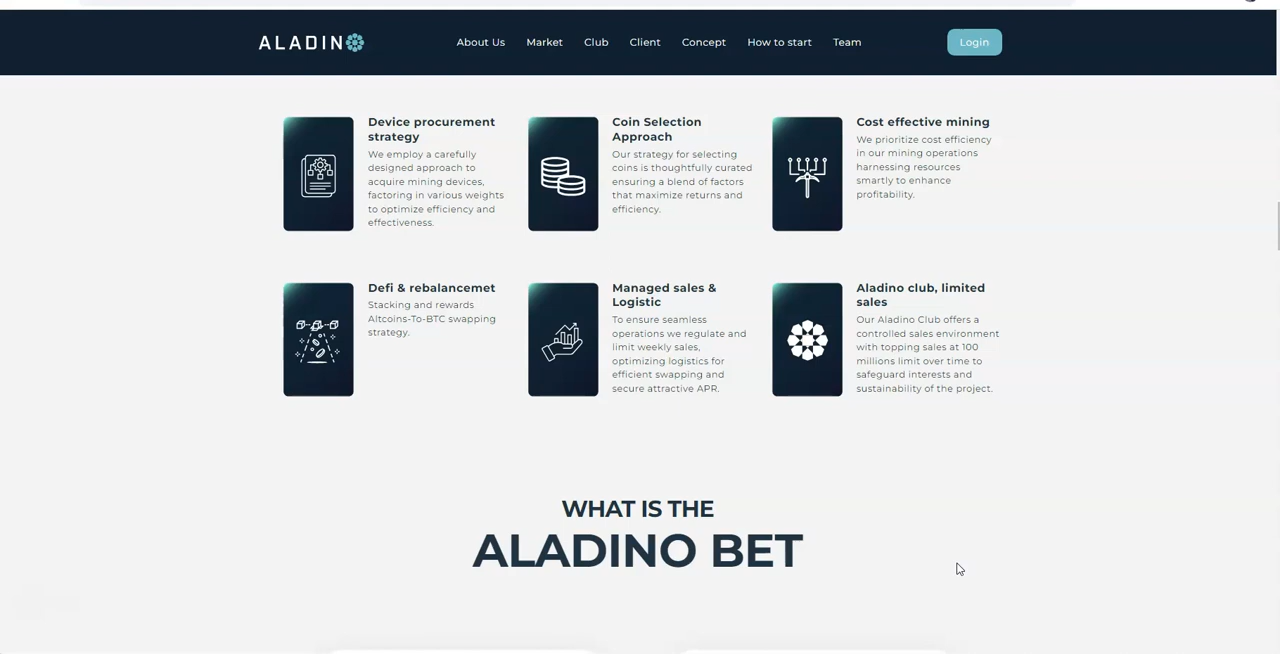 ALADINO
About Us
Market
Club
Client
Concept
How to start
Team
Login
Device procurement
strategy
We employ a carefully
designed approach to
acquire mining devices,
factoring in various weights
to optimize efficiency and
effectiveness.
Coin Selection
Approach
Our strategy for selecting
coins is thoughtfully curated
ensuring a blend of factors
that maximize returns and
efficiency.
Cost effective mining
We prioritize cost efficiency
in our mining operations
harnessing resources
smartly to enhance
profitability.
Defi & rebalancemet
Stacking and rewards
Altcoins-To-BTC swapping
strategy.
Managed sales &
Logistic
To ensure seamless
operations we regulate and
limit weekly sales,
optimizing logistics for
efficient swapping and
secure attractive APR.
Aladino club, limited
sales
Our Aladino Club offers a
controlled sales environment
with topping sales at 100
millions limit over time to
safeguard interests and
sustainability of the project.
WHAT IS THE
ALADINO BET